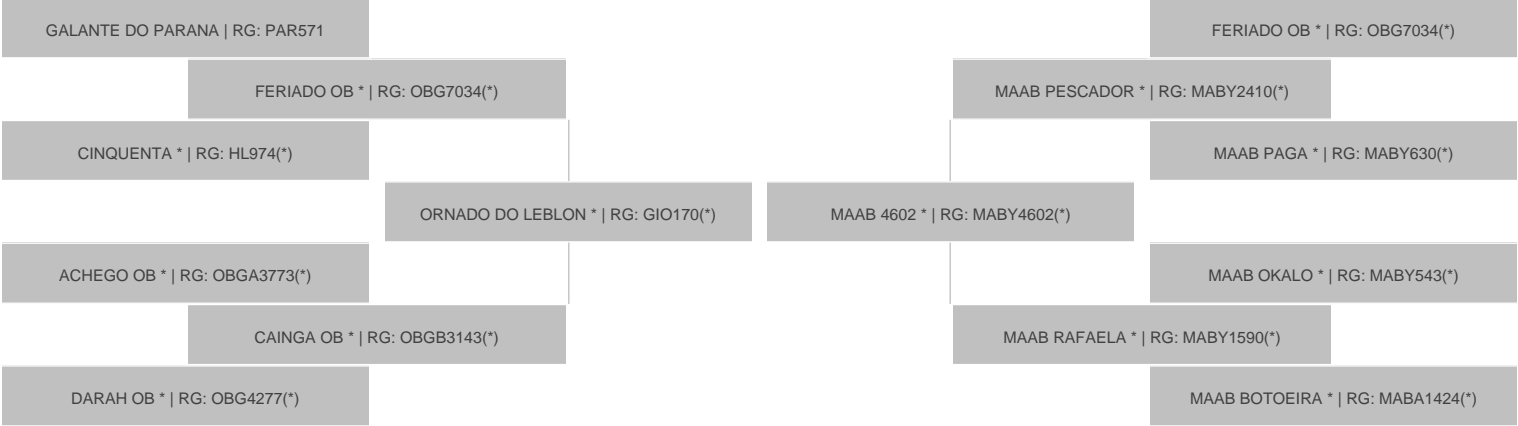 GALANTE DO PARANA | RG: PAR571
FERIADO OB * | RG: OBG7034(*)
FERIADO OB * | RG: OBG7034(*)
MAAB PESCADOR * | RG: MABY2410(*)
CINQUENTA * | RG: HL974(*)
MAAB PAGA * | RG: MABY630(*)
ORNADO DO LEBLON * | RG: GIO170(*)
MAAB 4602 * | RG: MABY4602(*)
ACHEGO OB * | RG: OBGA3773(*)
MAAB OKALO * | RG: MABY543(*)
CAINGA OB * | RG: OBGB3143(*)
MAAB RAFAELA * | RG: MABY1590(*)
DARAH OB * | RG: OBG4277(*)
MAAB BOTOEIRA * | RG: MABA1424(*)